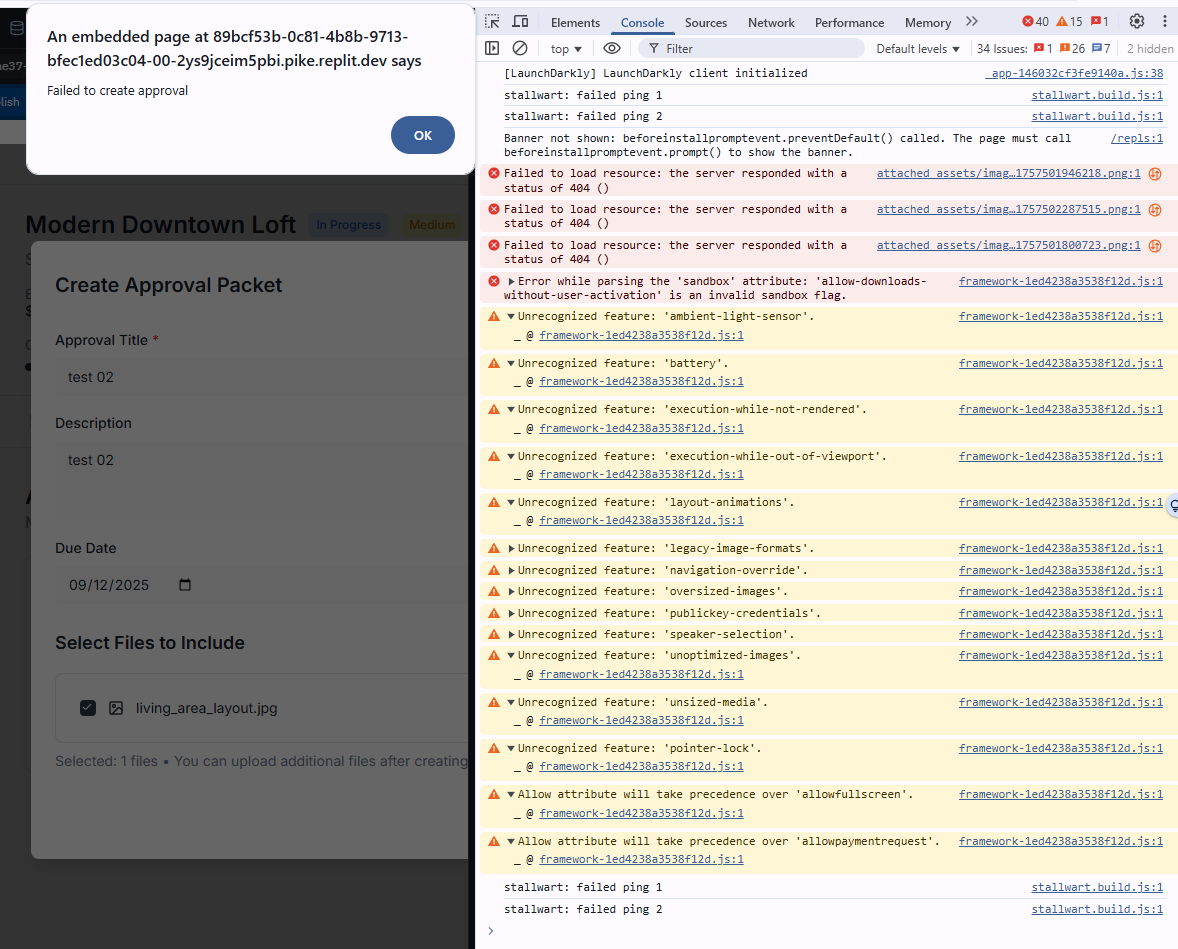 An embedded page at 89bcf53b-0c81-4b8b-9713-
bfec1ed03c04-00-2ys9jceim5pbi.pike.replit.dev says
Failed to create approval
OK
Modern Downtown Loft
In Progress
Medium
Create Approval Packet
Approval Title *
test 02
Description
test 02
Due Date
09/12/2025
Select Files to Include
living_area_layout.jpg
Selected: 1 files • You can upload additional files after creating
Elements Console Sources Network Performance Memory 40 15 1
top Filter Default levels 34 Issues: 1 26 7 2 hidden
[LaunchDarkly] LaunchDarkly client initialized _app-146032cf3fe9140a.js:38
stallwart: failed ping 1 stallwart.build.js:1
stallwart: failed ping 2 stallwart.build.js:1
Banner not shown: beforeinstallpromptevent.preventDefault() called. The page must call /repls:1
beforeinstallpromptevent.prompt() to show the banner.
Failed to load resource: the server responded with a attached_assets/imag…1757501946218.png:1
status of 404 ()
Failed to load resource: the server responded with a attached_assets/imag…1757502287515.png:1
status of 404 ()
Failed to load resource: the server responded with a attached_assets/imag…1757501800723.png:1
status of 404 ()
Error while parsing the 'sandbox' attribute: 'allow-downloads- framework-1ed4238a3538f12d.js:1
without-user-activation' is an invalid sandbox flag.
Unrecognized feature: 'ambient-light-sensor'. framework-1ed4238a3538f12d.js:1
_ @ framework-1ed4238a3538f12d.js:1
Unrecognized feature: 'battery'. framework-1ed4238a3538f12d.js:1
_ @ framework-1ed4238a3538f12d.js:1
Unrecognized feature: 'execution-while-not-rendered'. framework-1ed4238a3538f12d.js:1
_ @ framework-1ed4238a3538f12d.js:1
Unrecognized feature: 'execution-while-out-of-viewport'. framework-1ed4238a3538f12d.js:1
_ @ framework-1ed4238a3538f12d.js:1
Unrecognized feature: 'layout-animations'. framework-1ed4238a3538f12d.js:1
_ @ framework-1ed4238a3538f12d.js:1
Unrecognized feature: 'legacy-image-formats'. framework-1ed4238a3538f12d.js:1
Unrecognized feature: 'navigation-override'. framework-1ed4238a3538f12d.js:1
Unrecognized feature: 'oversized-images'. framework-1ed4238a3538f12d.js:1
Unrecognized feature: 'publickey-credentials'. framework-1ed4238a3538f12d.js:1
Unrecognized feature: 'speaker-selection'. framework-1ed4238a3538f12d.js:1
Unrecognized feature: 'unoptimized-images'. framework-1ed4238a3538f12d.js:1
_ @ framework-1ed4238a3538f12d.js:1
Unrecognized feature: 'unsized-media'. framework-1ed4238a3538f12d.js:1
_ @ framework-1ed4238a3538f12d.js:1
Unrecognized feature: 'pointer-lock'. framework-1ed4238a3538f12d.js:1
_ @ framework-1ed4238a3538f12d.js:1
Allow attribute will take precedence over 'allowfullscreen'. framework-1ed4238a3538f12d.js:1
_ @ framework-1ed4238a3538f12d.js:1
Allow attribute will take precedence over 'allowpaymentrequest'. framework-1ed4238a3538f12d.js:1
_ @ framework-1ed4238a3538f12d.js:1
stallwart: failed ping 1 stallwart.build.js:1
stallwart: failed ping 2 stallwart.build.js:1